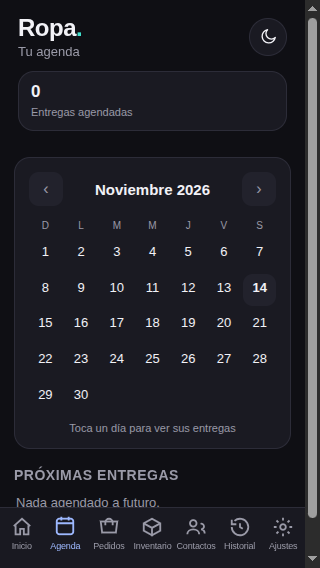 Ropa.
Tu agenda
0
Entregas agendadas
‹ Noviembre 2026 ›
D L M M J V S
1 2 3 4 5 6 7
8 9 10 11 12 13 14
15 16 17 18 19 20 21
22 23 24 25 26 27 28
29 30
Toca un día para ver sus entregas
PRÓXIMAS ENTREGAS
Nada agendado a futuro.
Inicio Agenda Pedidos Inventario Contactos Historial Ajustes